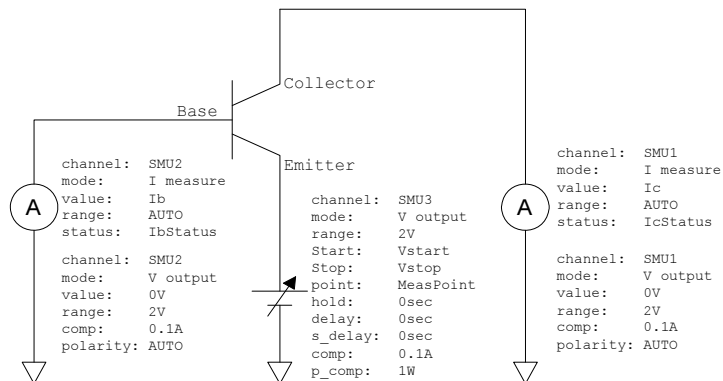 Collector
Base
Emitter
channel: SMU2
mode: I measure
value: Ib
range: AUTO
status: IbStatus
A
channel: SMU2
mode: V output
value: 0V
range: 2V
comp: 0.1A
polarity: AUTO
channel: SMU3
mode: V output
range: 2V
Start: Vstart
Stop: Vstop
point: MeasPoint
hold: 0sec
delay: 0sec
s_delay: 0sec
comp: 0.1A
p_comp: 1W
A
channel: SMU1
mode: I measure
value: Ic
range: AUTO
status: IcStatus
channel: SMU1
mode: V output
value: 0V
range: 2V
comp: 0.1A
polarity: AUTO